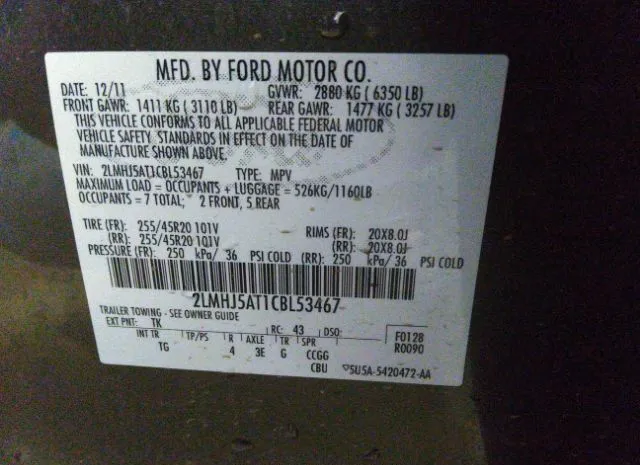 MFD. BY FORD MOTOR CO.
DATE: 12/11 GVWR: 2880 KG ( 6350 LB)
FRONT GAWR: 1411 KG ( 3110 LB) REAR GAWR: 1477 KG ( 3257 LB)
THIS VEHICLE CONFORMS TO ALL APPLICABLE FEDERAL MOTOR
VEHICLE SAFETY STANDARDS IN EFFECT ON THE DATE OF
MANUFACTURE SHOWN ABOVE.
VIN: 2LMHJ5AT1CBL53467 TYPE: MPV
MAXIMUM LOAD = OCCUPANTS + LUGGAGE = 526KG/1160LB
OCCUPANTS = 7 TOTAL; 2 FRONT, 5 REAR
TIRE (FR): 255/45R20 101V RIMS (FR): 20X8.0J
(RR): 255/45R20 101V (RR): 20X8.0J
PRESSURE (FR): 250 kPa/ 36 PSI COLD (RR): 250 kPa/ 36 PSI COLD
2LMHJ5AT1CBL53467
TRAILER TOWING - SEE OWNER GUIDE
EXT PNT: TK RC: 43 DSO: F0128
INT TR TP/PS R AXLE TR SPR R0090
TG 4 3E G CCGG
CBU ▽SU5A-5420472-AA